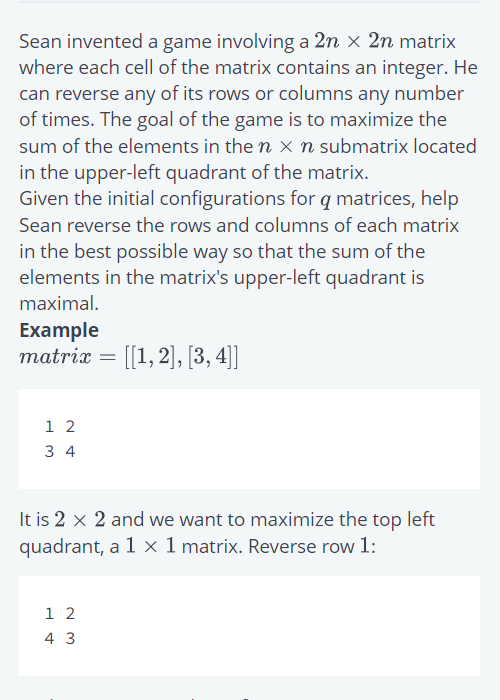 Sean invented a game involving a 2n × 2n matrix
where each cell of the matrix contains an integer. He
can reverse any of its rows or columns any number
of times. The goal of the game is to maximize the
sum of the elements in the n × n submatrix located
in the upper-left quadrant of the matrix.
Given the initial configurations for q matrices, help
Sean reverse the rows and columns of each matrix
in the best possible way so that the sum of the
elements in the matrix's upper-left quadrant is
maximal.
Example
matrix = [[1, 2], [3, 4]]
1 2
3 4
It is 2 × 2 and we want to maximize the top left
quadrant, a 1 × 1 matrix. Reverse row 1:
1 2
4 3